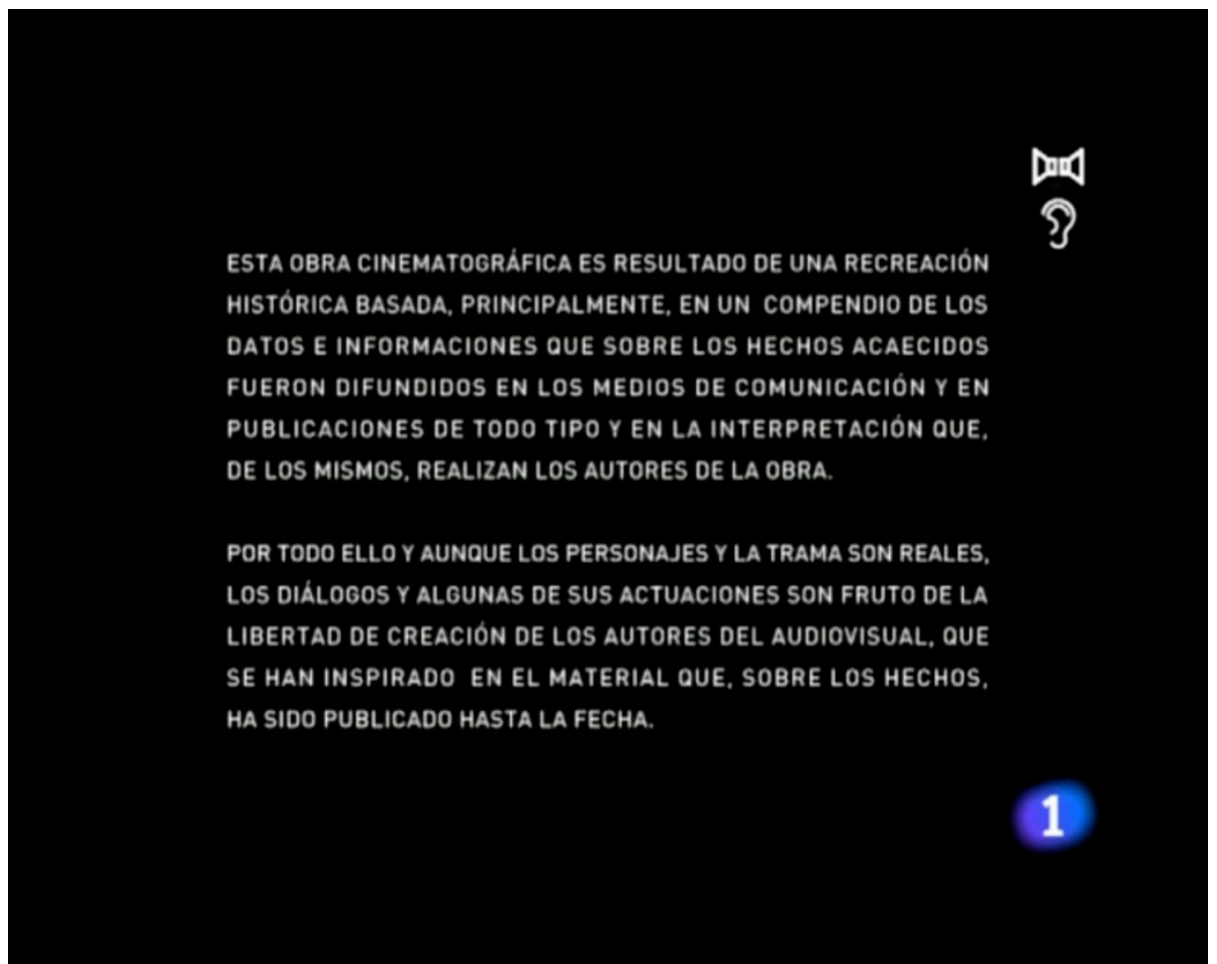 ESTA OBRA CINEMATOGRÁFICA ES RESULTADO DE UNA RECREACIÓN
HISTÓRICA BASADA, PRINCIPALMENTE, EN UN COMPENDIO DE LOS
DATOS E INFORMACIONES QUE SOBRE LOS HECHOS ACAECIDOS
FUERON DIFUNDIDOS EN LOS MEDIOS DE COMUNICACIÓN Y EN
PUBLICACIONES DE TODO TIPO Y EN LA INTERPRETACIÓN QUE,
DE LOS MISMOS, REALIZAN LOS AUTORES DE LA OBRA.
POR TODO ELLO Y AUNQUE LOS PERSONAJES Y LA TRAMA SON REALES,
LOS DIÁLOGOS Y ALGUNAS DE SUS ACTUACIONES SON FRUTO DE LA
LIBERTAD DE CREACIÓN DE LOS AUTORES DEL AUDIOVISUAL, QUE
SE HAN INSPIRADO EN EL MATERIAL QUE, SOBRE LOS HECHOS,
HA SIDO PUBLICADO HASTA LA FECHA.
1